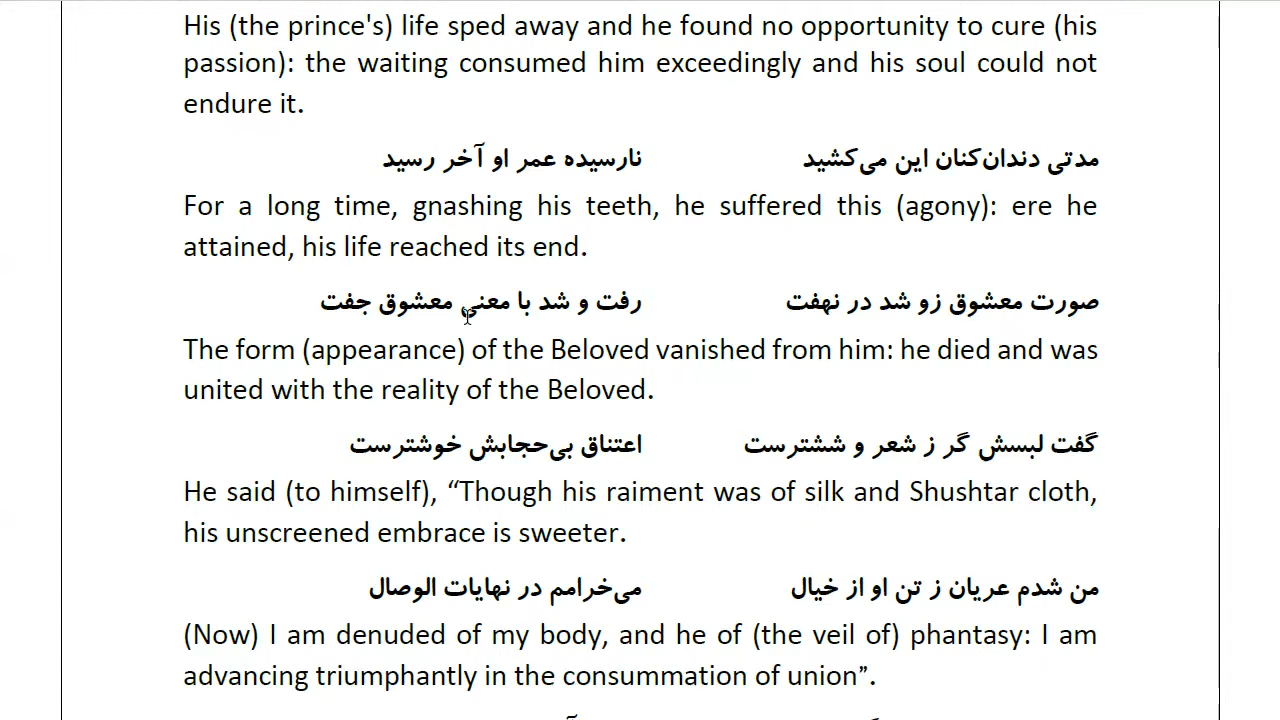 His (the prince's) life sped away and he found no opportunity to cure (his
passion): the waiting consumed him exceedingly and his soul could not
endure it.
مدتی دندان‌کنان این می‌کشید نارسیده عمر او آخر رسید
For a long time, gnashing his teeth, he suffered this (agony): ere he
attained, his life reached its end.
صورت معشوق زو شد در نهفت رفت و شد با معنی معشوق جفت
The form (appearance) of the Beloved vanished from him: he died and was
united with the reality of the Beloved.
گفت لبسش گر ز شعر و ششترست اعتناق بی‌حجابش خوشترست
He said (to himself), “Though his raiment was of silk and Shushtar cloth,
his unscreened embrace is sweeter.
من شدم عریان ز تن او از خیال می‌خرامم در نهایات الوصال
(Now) I am denuded of my body, and he of (the veil of) phantasy: I am
advancing triumphantly in the consummation of union”.